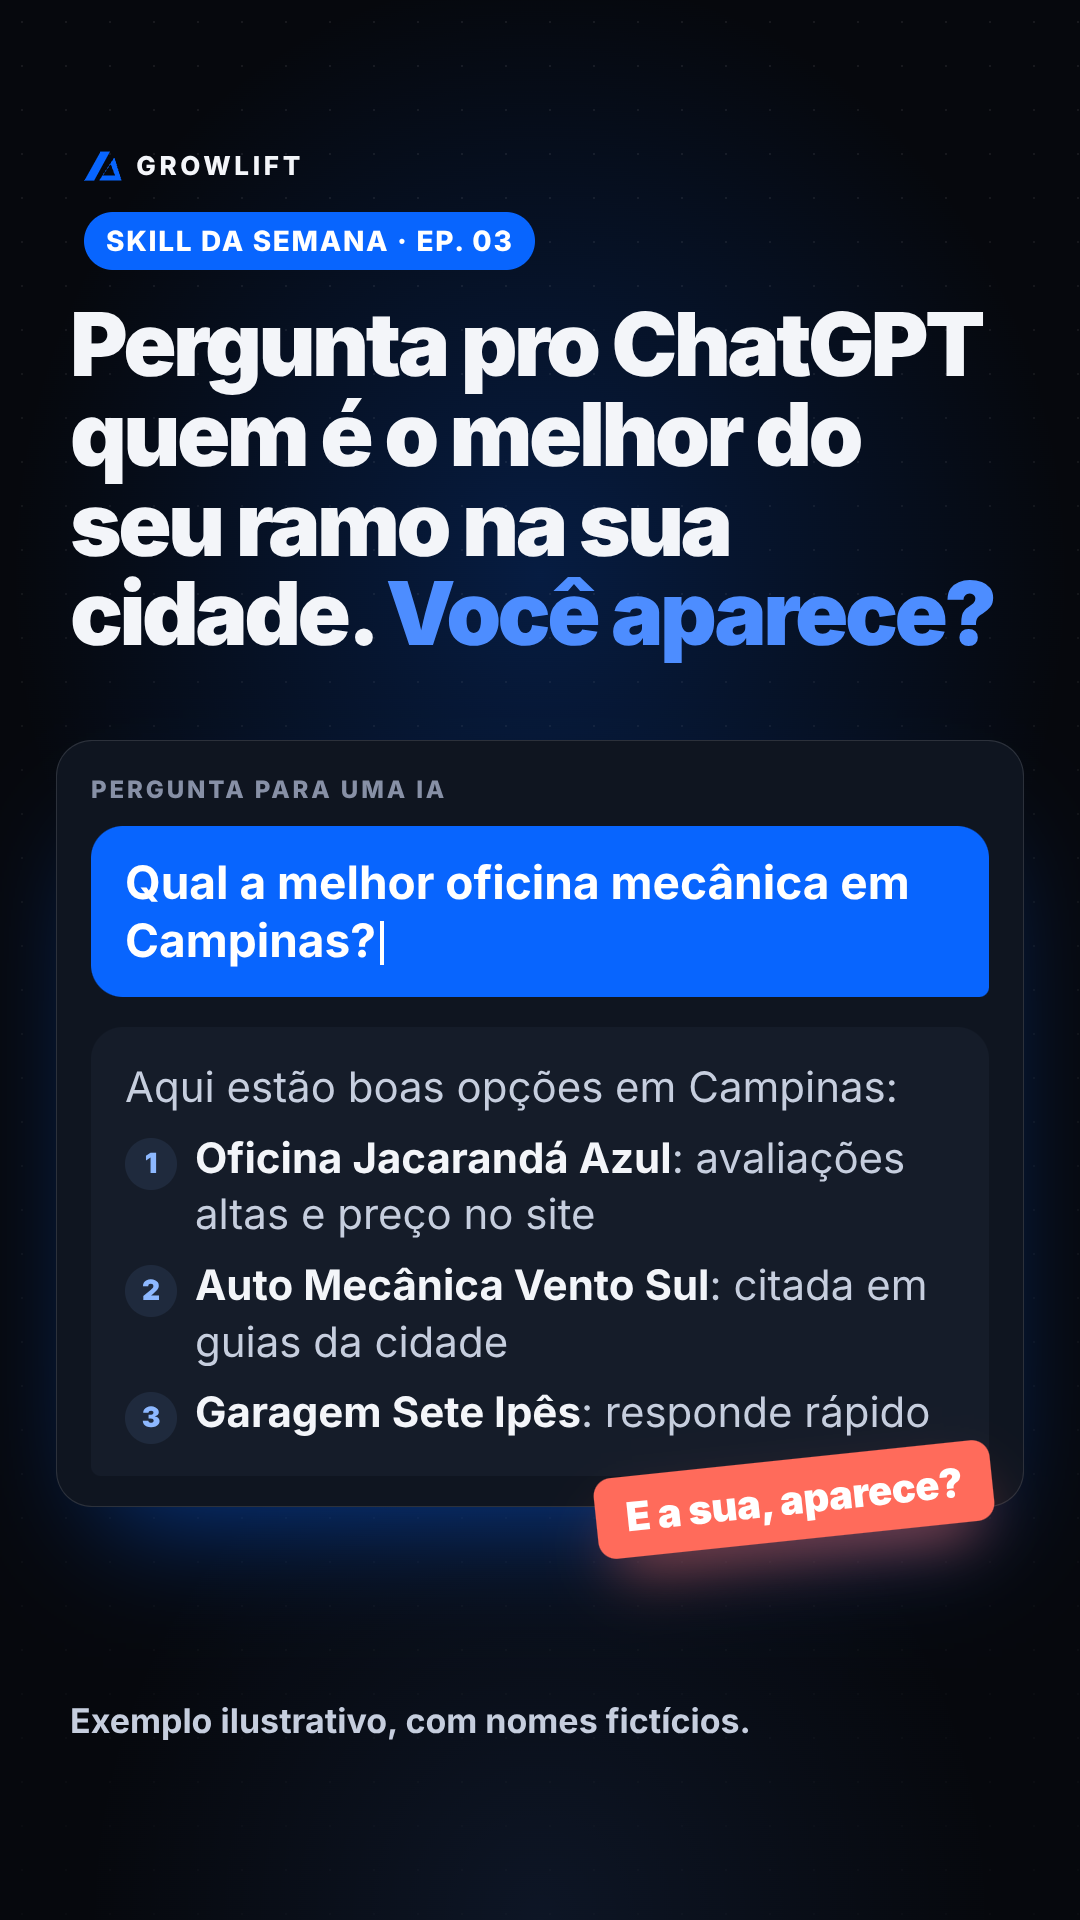 GROWLIFT
SKILL DA SEMANA · EP. 03
Pergunta pro ChatGPT
quem é o melhor do
seu ramo na sua
cidade. Você aparece?
PERGUNTA PARA UMA IA
Qual a melhor oficina mecânica em
Campinas?
Aqui estão boas opções em Campinas:
1 Oficina Jacarandá Azul: avaliações
altas e preço no site
2 Auto Mecânica Vento Sul: citada em
guias da cidade
3 Garagem Sete Ipês: responde rápido
E a sua, aparece?
Exemplo ilustrativo, com nomes fictícios.